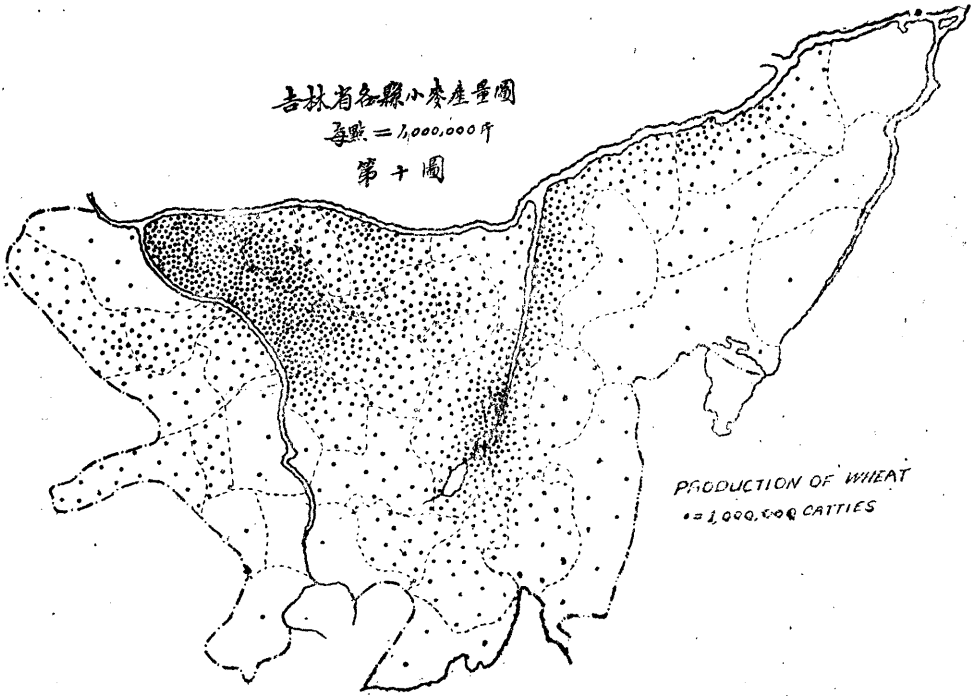 吉林省各縣小麥產量圖
每點 = 1,000,000斤
第十圖
PRODUCTION OF WHEAT
• = 1,000,000 CATTIES